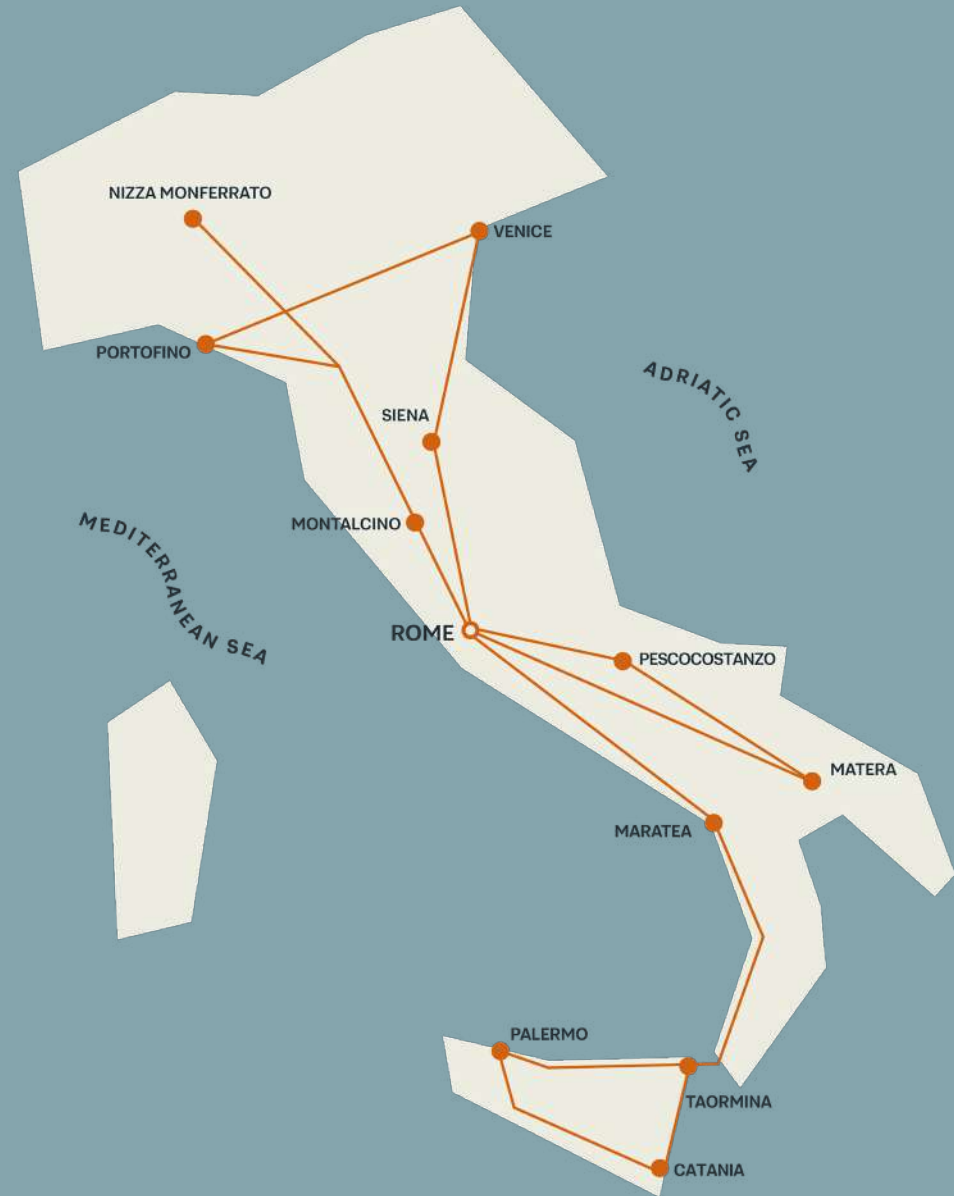 NIZZA MONFERRATO
VENICE
PORTOFINO
ADRIATIC SEA
SIENA
MEDITERRANEAN SEA
MONTALCINO
ROME
PESCOCOSTANZO
MATERA
MARATEA
PALERMO
TAORMINA
CATANIA